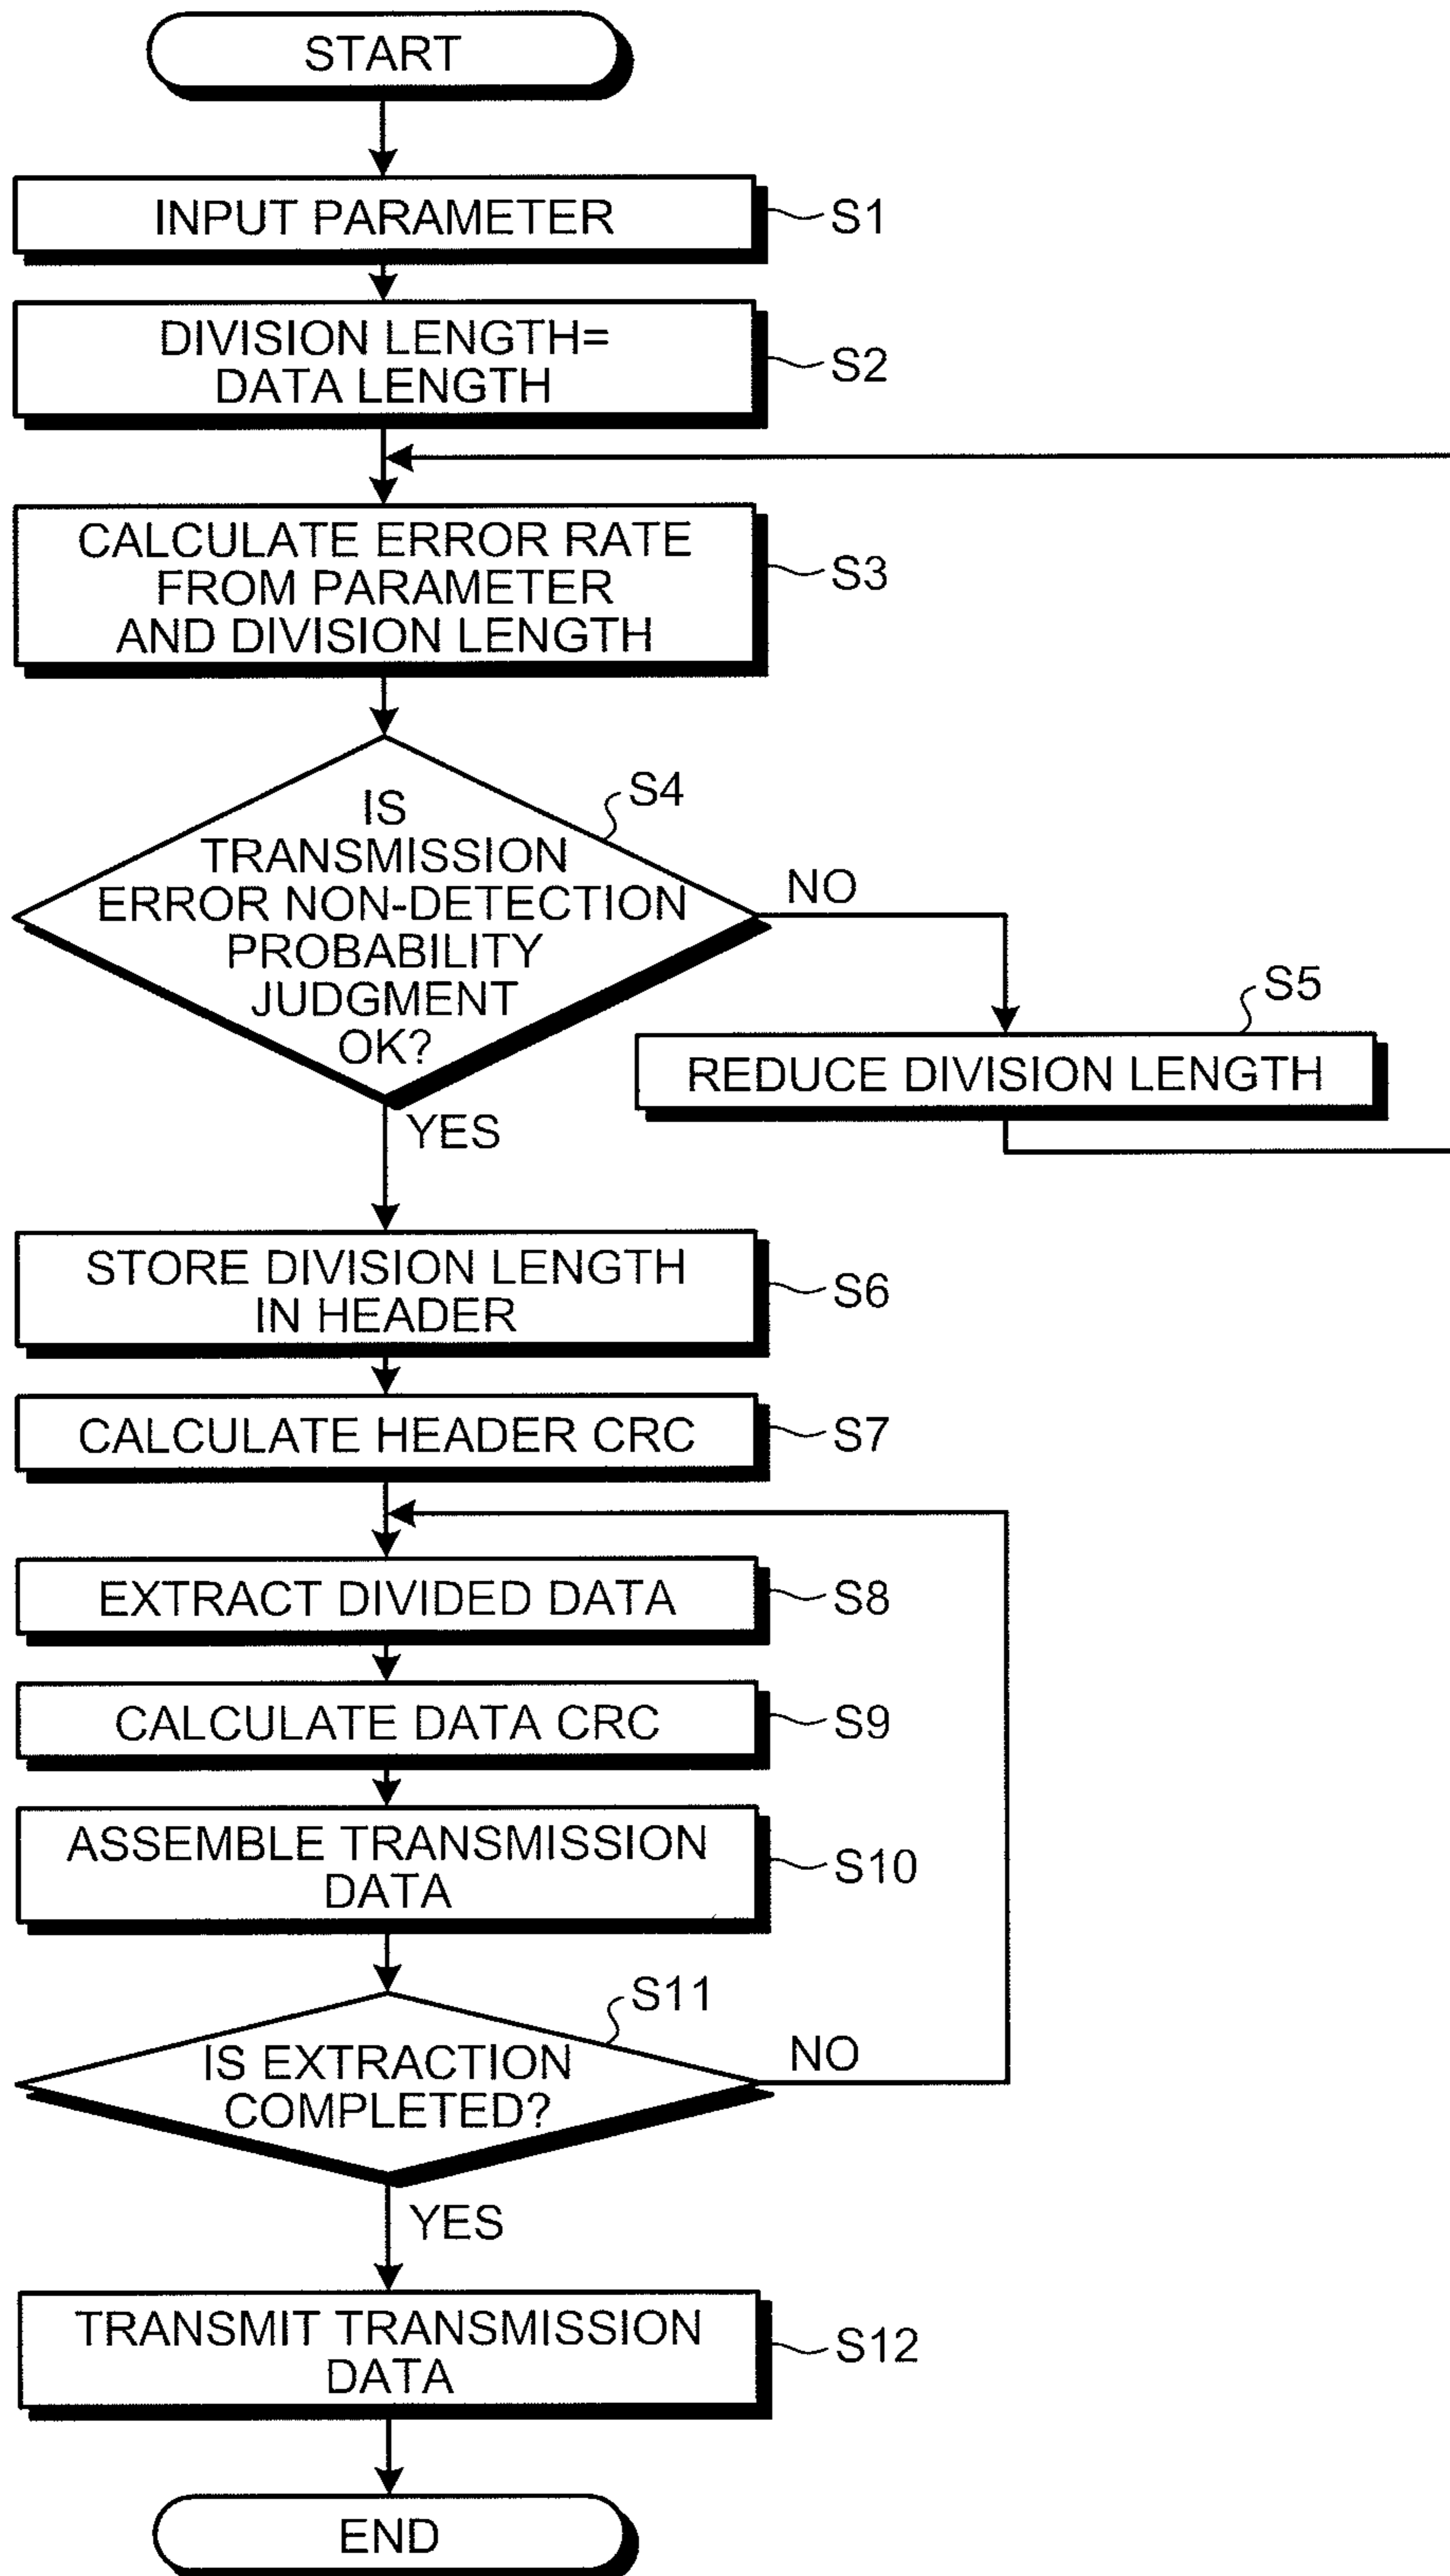 START
INPUT PARAMETER
S1
DIVISION LENGTH=
DATA LENGTH
S2
CALCULATE ERROR RATE
FROM PARAMETER
AND DIVISION LENGTH
S3
IS
TRANSMISSION
ERROR NON-DETECTION
PROBABILITY
JUDGMENT
OK?
S4
NO
S5
REDUCE DIVISION LENGTH
YES
STORE DIVISION LENGTH
IN HEADER
S6
CALCULATE HEADER CRC
S7
EXTRACT DIVIDED DATA
S8
CALCULATE DATA CRC
S9
ASSEMBLE TRANSMISSION
DATA
S10
IS EXTRACTION
COMPLETED?
S11
NO
YES
TRANSMIT TRANSMISSION
DATA
S12
END